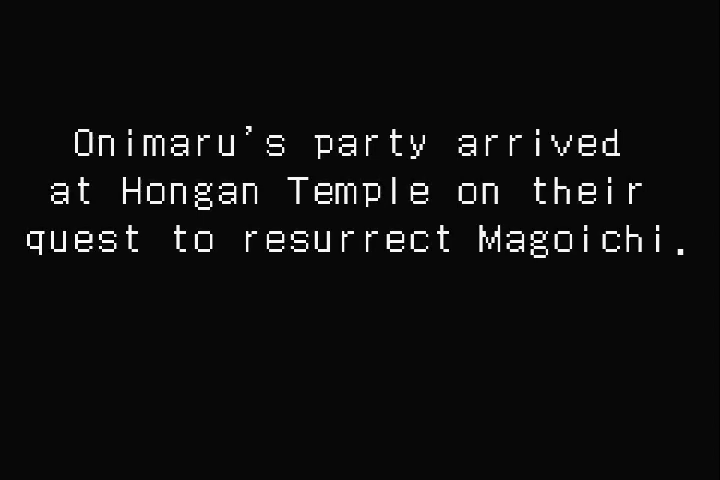 Onimaru's party arrived
at Hongan Temple on their
quest to resurrect Magoichi.